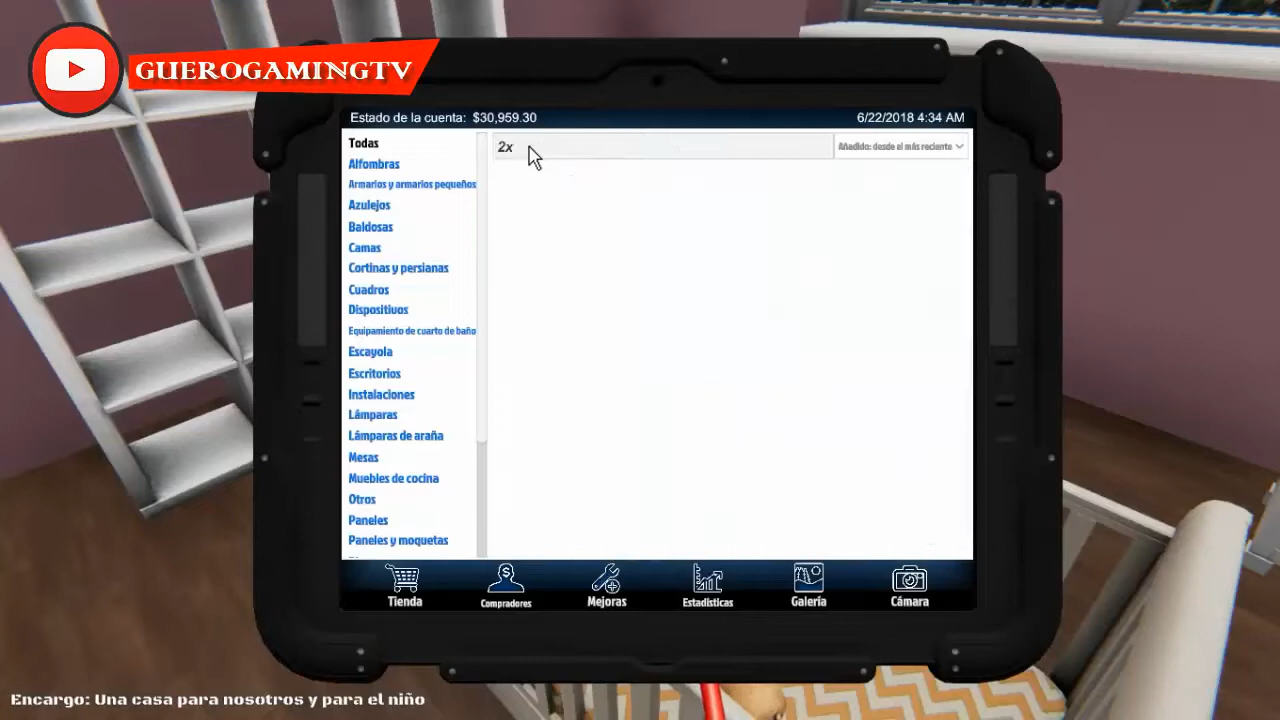 GUEROGAMINGTV
Estado de la cuenta: $30,959.30
6/22/2018 4:34 AM
Todas
Alfombras
Armarios y armarios pequeños
Azulejos
Baldosas
Camas
Cortinas y persianas
Cuadros
Dispositivos
Equipamiento de cuarto de baño
Escayola
Escritorios
Instalaciones
Lámparas
Lámparas de araña
Mesas
Muebles de cocina
Otros
Paneles
Paneles y moquetas
2x
Añadido: desde el más reciente
Tienda
Compradores
Mejoras
Estadísticas
Galería
Cámara
Encargo: Una casa para nosotros y para el niño